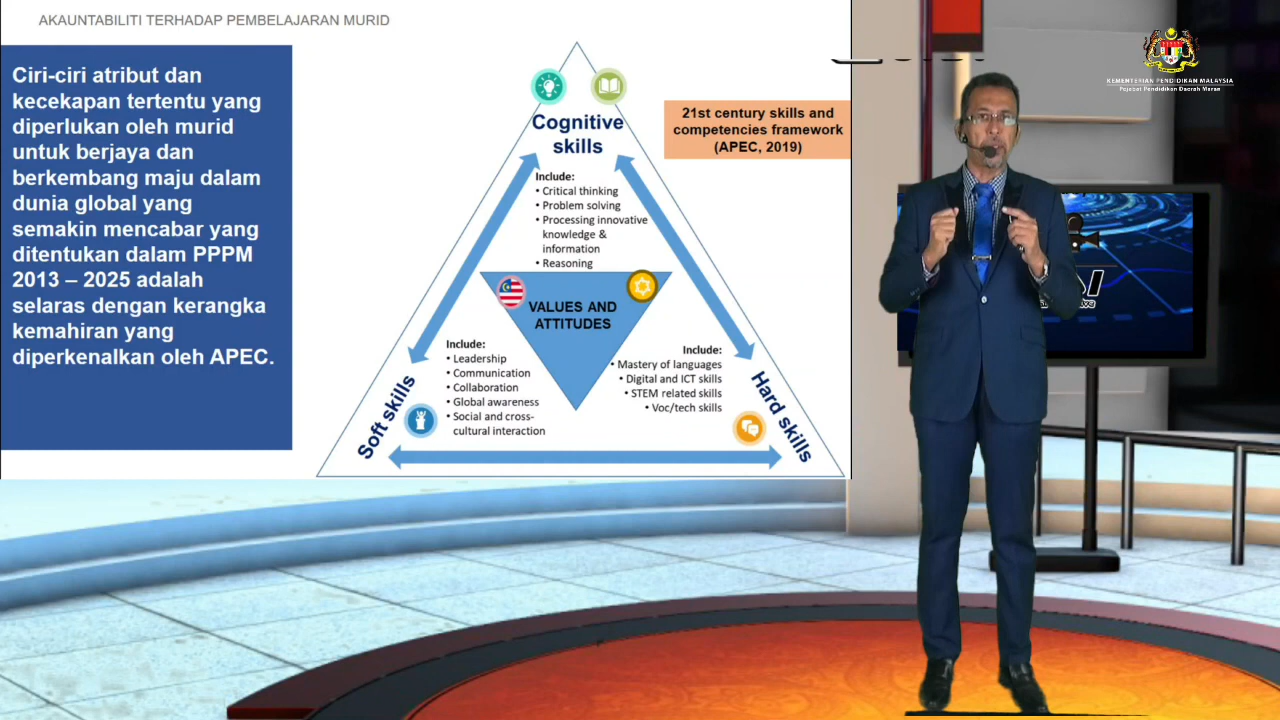 AKAUNTABILITI TERHADAP PEMBELAJARAN MURID
Ciri-ciri atribut dan
kecekapan tertentu yang
diperlukan oleh murid
untuk berjaya dan
berkembang maju dalam
dunia global yang
semakin mencabar yang
ditentukan dalam PPPM
2013 – 2025 adalah
selaras dengan kerangka
kemahiran yang
diperkenalkan oleh APEC.
Cognitive
skills
Include:
• Critical thinking
• Problem solving
• Processing innovative
knowledge &
information
• Reasoning
21st century skills and
competencies framework
(APEC, 2019)
VALUES AND
ATTITUDES
Include:
• Leadership
• Communication
• Collaboration
• Global awareness
• Social and cross-
cultural interaction
Soft skills
Include:
• Mastery of languages
• Digital and ICT skills
• STEM related skills
• Voc/tech skills
Hard skills
KEMENTERIAN PENDIDIKAN MALAYSIA
Pejabat Pendidikan Daerah Maran